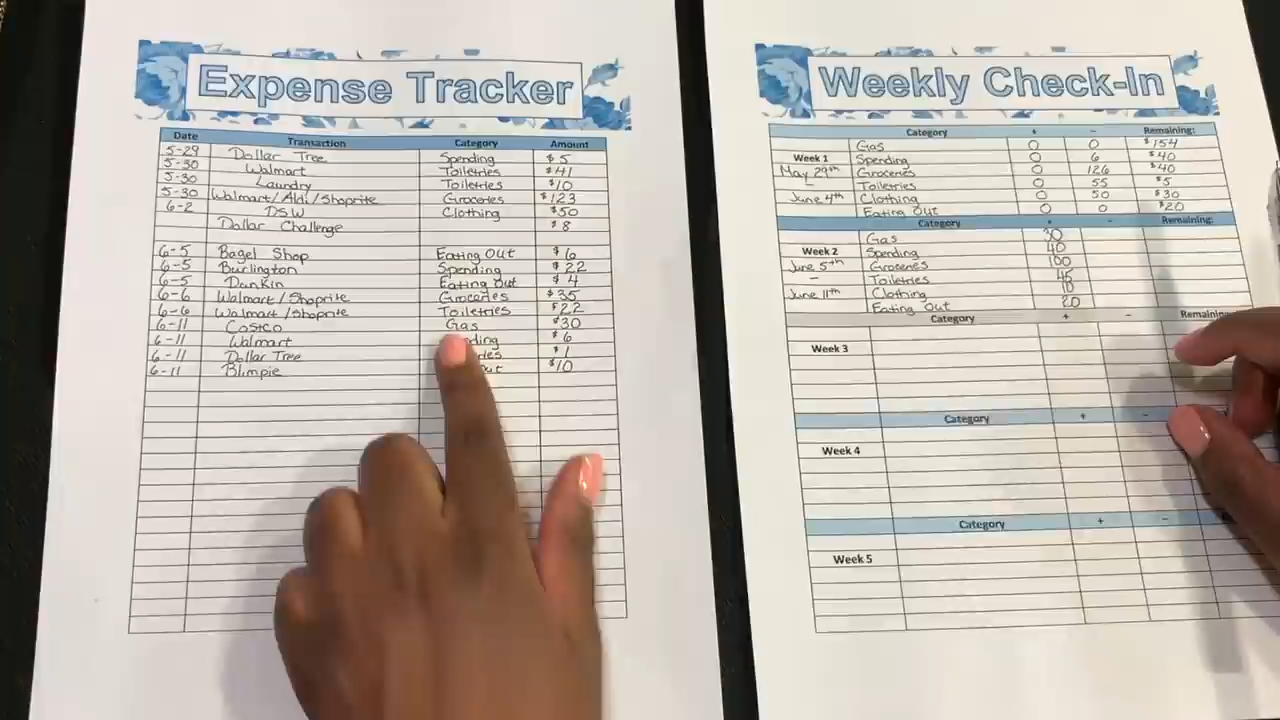 Expense Tracker
Date Transaction Category Amount
5-29 Dollar Tree Spending $5
5-30 Walmart Toiletries $41
5-30 Laundry Toiletries $10
5-30 Walmart/Aldi/Shoprite Groceries $123
6-2 DSW Clothing $50
Dollar Challenge $8
6-5 Bagel Shop Eating Out $6
6-5 Burlington Spending $22
6-5 Dunkin Eating Out $4
6-6 Walmart/Shoprite Groceries $35
6-6 Walmart/Shoprite Toiletries $22
6-11 Costco Gas $30
6-11 Walmart ding $6
6-11 Dollar Tree ies $1
6-11 Blimpie out $10
Weekly Check-In
Category + - Remaining:
Gas 0 0 $154
Week 1 Spending 0 6 $40
May 29th Groceries 0 126 $40
- Toiletries 0 55 $5
June 4th Clothing 0 50 $30
Eating Out 0 0 $20
Category + - Remaining:
Gas 30
Week 2 Spending 40
June 5th Groceries 100
- Toiletries 45
June 11th Clothing 10
Eating Out 20
Category + - Remaining
Week 3
Category + -
Week 4
Category + -
Week 5